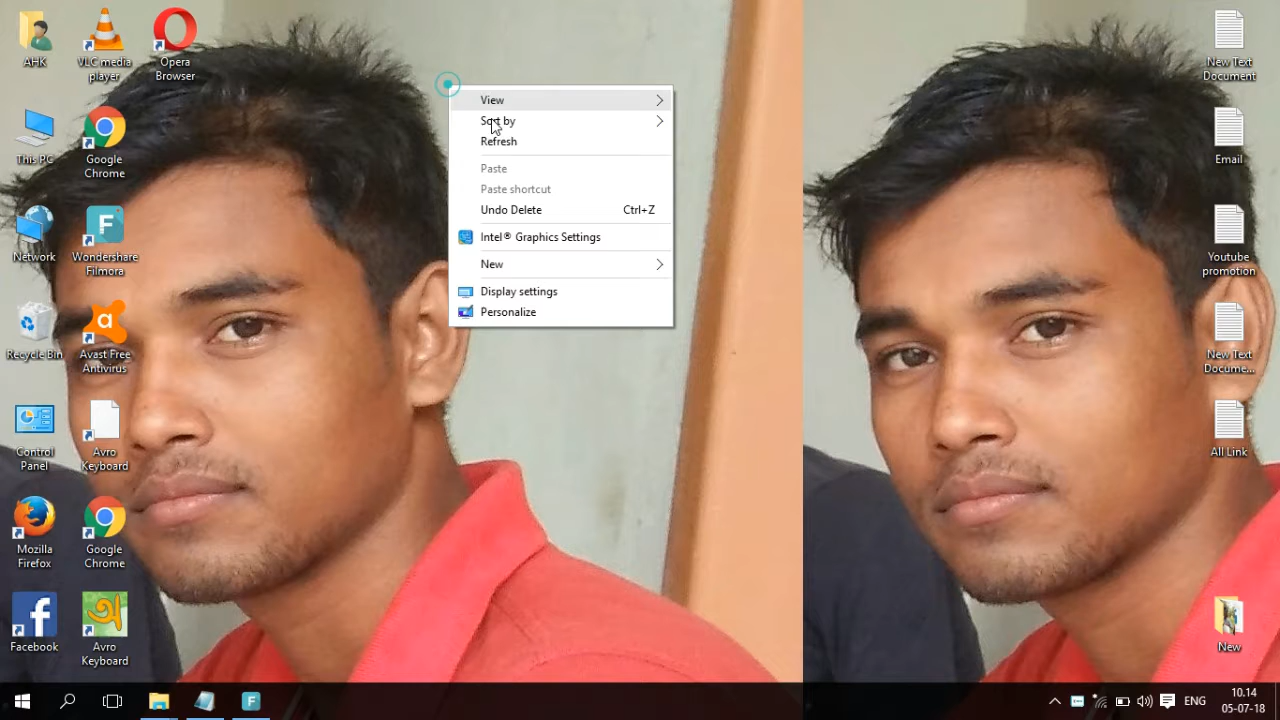 AHK
VLC media
player
Opera
Browser
This PC
Google
Chrome
Network
Wondershare
Filmora
Recycle Bin
Avast Free
Antivirus
Control
Panel
Avro
Keyboard
Mozilla
Firefox
Google
Chrome
Facebook
Avro
Keyboard
View
Sort by
Refresh
Paste
Paste shortcut
Undo Delete Ctrl+Z
Intel® Graphics Settings
New
Display settings
Personalize
New Text
Document
Email
Youtube
promotion
New Text
Docume...
All Link
New
ENG
10.14
05-07-18